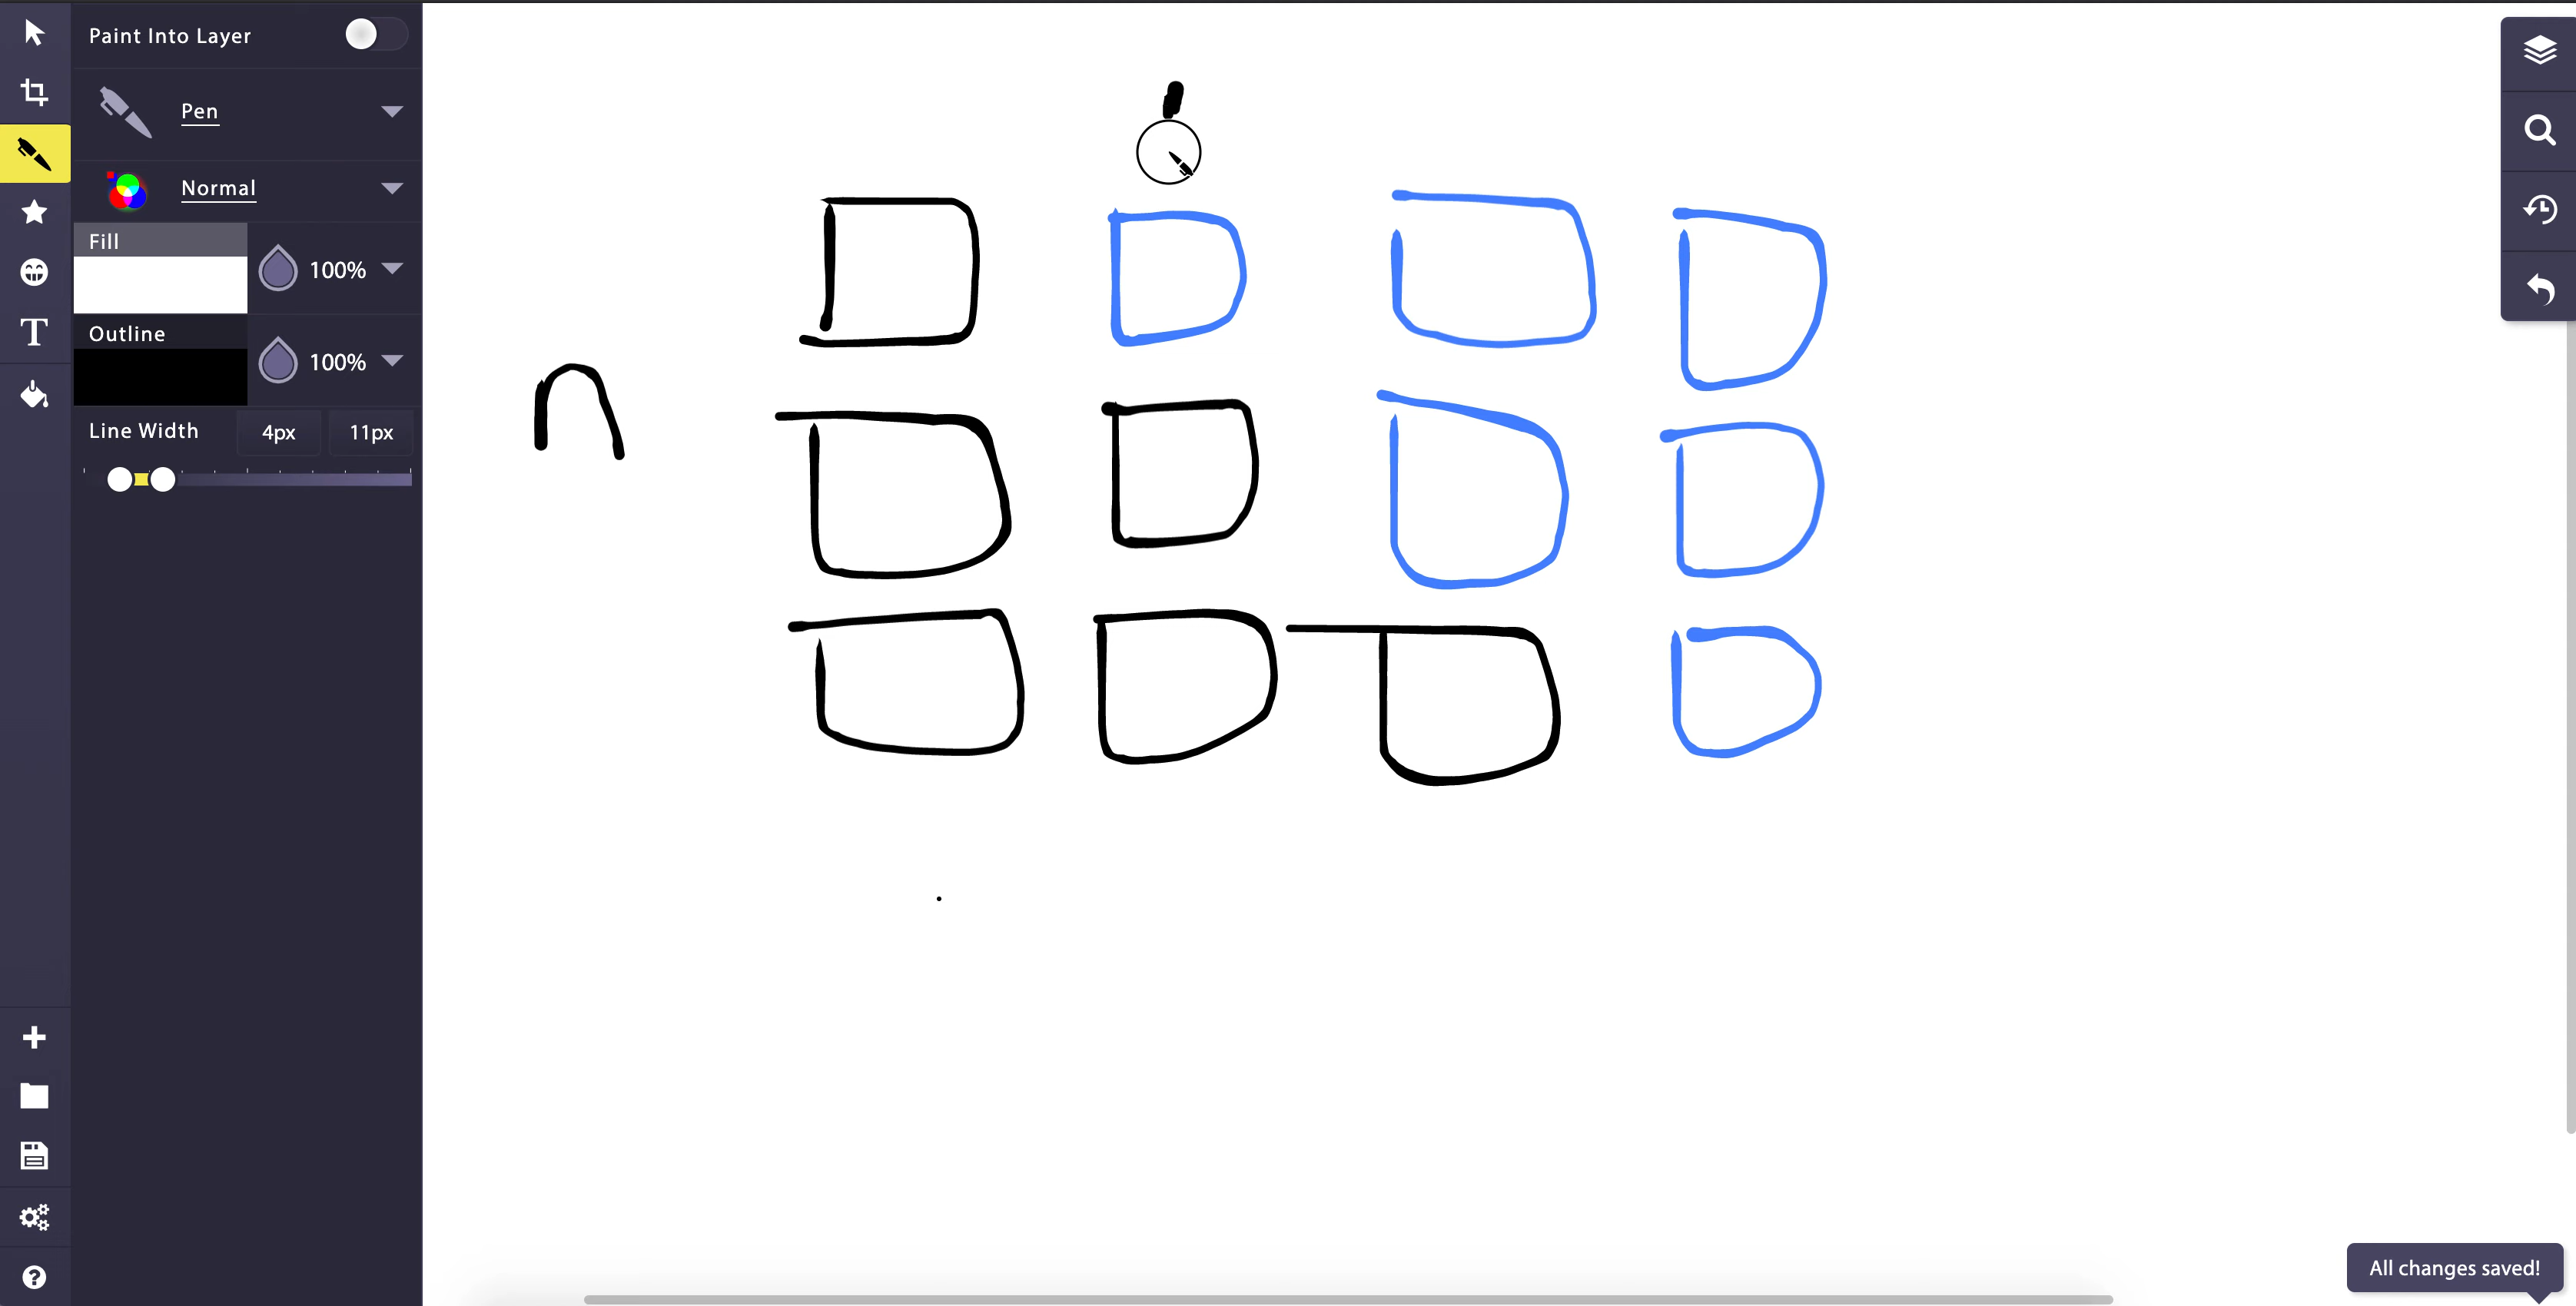 Paint Into Layer
Pen
Normal
Fill
100%
Outline
100%
Line Width 4px 11px
n
All changes saved!